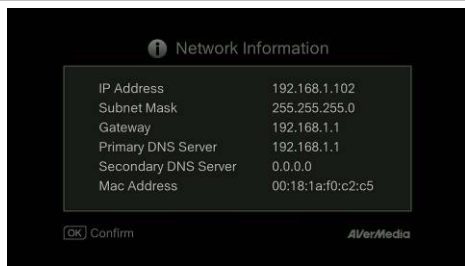 Network Information
IP Address 192.168.1.102
Subnet Mask 255.255.255.0
Gateway 192.168.1.1
Primary DNS Server 192.168.1.1
Secondary DNS Server 0.0.0.0
Mac Address 00:18:1a:f0:c2:c5
OK Confirm AVerMedia